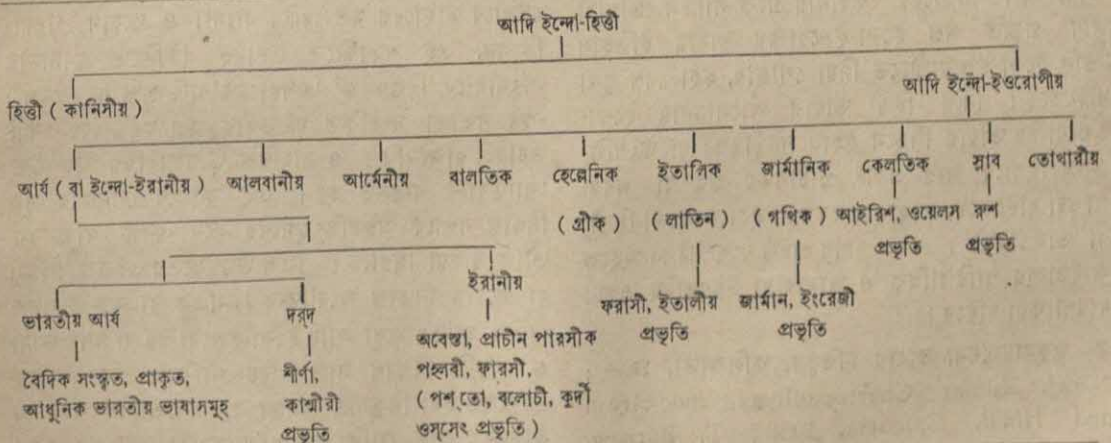 আদি ইন্দো-হিত্তী
হিত্তী ( কানিসীয় )
আদি ইন্দো-ইওরোপীয়
আর্য ( বা ইন্দো-ইরানীয় )
আলবানীয়
আর্মেনীয়
বালতিক
হেল্লেনিক
ইতালিক
জার্মানিক
কেলতিক
স্লাব
তোখারীয়
( গ্রীক )
( লাতিন )
( গথিক )
আইরিশ, ওয়েলস
প্রভৃতি
রুশ
প্রভৃতি
ফরাসী, ইতালীয়
প্রভৃতি
জার্মান, ইংরেজী
প্রভৃতি
ইরানীয়
ভারতীয় আর্য
দরদ্
বৈদিক সংস্কৃত, প্রাকৃত,
আধুনিক ভারতীয় ভাষাসমূহ
শীণা,
কাশ্মীরী
প্রভৃতি
অবেস্তা, প্রাচীন পারসীক
পহ্লবী, ফারসী,
( পশ্‌তো, বলোচী, কুর্দী
ওস্‌সেৎ প্রভৃতি )